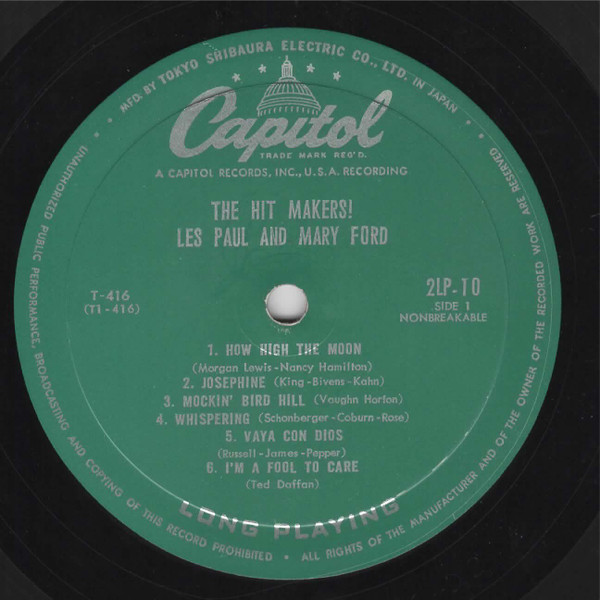 MFD. BY TOKYO SHIBAURA ELECTRIC CO., LTD. IN JAPAN
Capitol
TRADE MARK REG'D.
A CAPITOL RECORDS, INC., U.S.A. RECORDING
THE HIT MAKERS!
LES PAUL AND MARY FORD
T-416
(T1-416)
2LP-10
SIDE 1
NONBREAKABLE
1. HOW HIGH THE MOON
(Morgan Lewis-Nancy Hamilton)
2. JOSEPHINE (King-Bivens-Kahn)
3. MOCKIN' BIRD HILL (Vaughn Horton)
4. WHISPERING (Schonberger-Coburn-Rose)
5. VAYA CON DIOS
(Russell-James-Pepper)
6. I'M A FOOL TO CARE
(Ted Daffan)
LONG PLAYING
UNAUTHORIZED PUBLIC PERFORMANCE, BROADCASTING AND COPYING OF THIS RECORD PROHIBITED • ALL RIGHTS OF THE MANUFACTURER AND OF THE OWNER OF THE RECORDED WORK ARE RESERVED